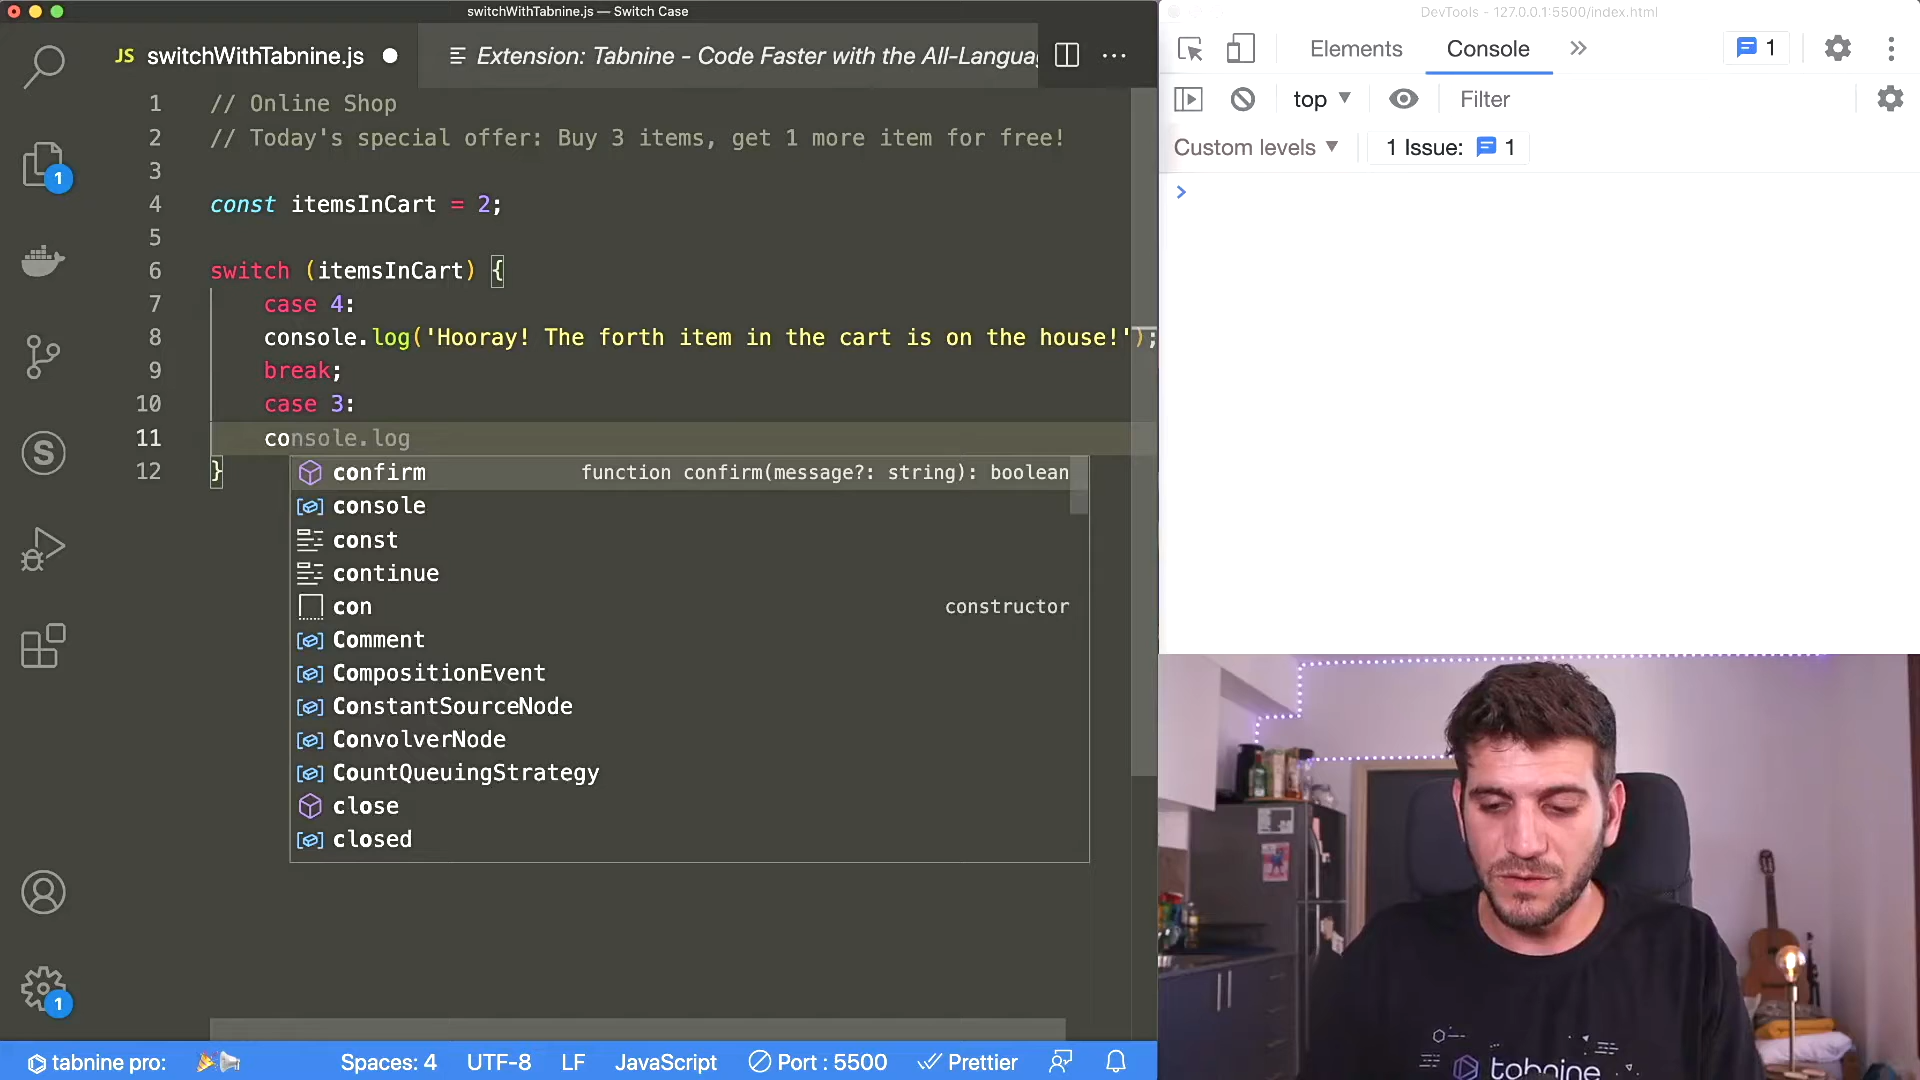 switchWithTabnine.js — Switch Case
JS switchWithTabnine.js
Extension: Tabnine - Code Faster with the All-Langua
1 // Online Shop
2 // Today's special offer: Buy 3 items, get 1 more item for free!
3
4 const itemsInCart = 2;
5
6 switch (itemsInCart) {
7 case 4:
8 console.log('Hooray! The forth item in the cart is on the house!');
9 break;
10 case 3:
11 console.log
12 }
confirm function confirm(message?: string): boolean
console
const
continue
con constructor
Comment
CompositionEvent
ConstantSourceNode
ConvolverNode
CountQueuingStrategy
close
closed
1
S
1
tabnine pro: Spaces: 4 UTF-8 LF JavaScript Port : 5500 Prettier
DevTools - 127.0.0.1:5500/index.html
Elements Console 1
top Filter
Custom levels 1 Issue: 1
>
tabnine